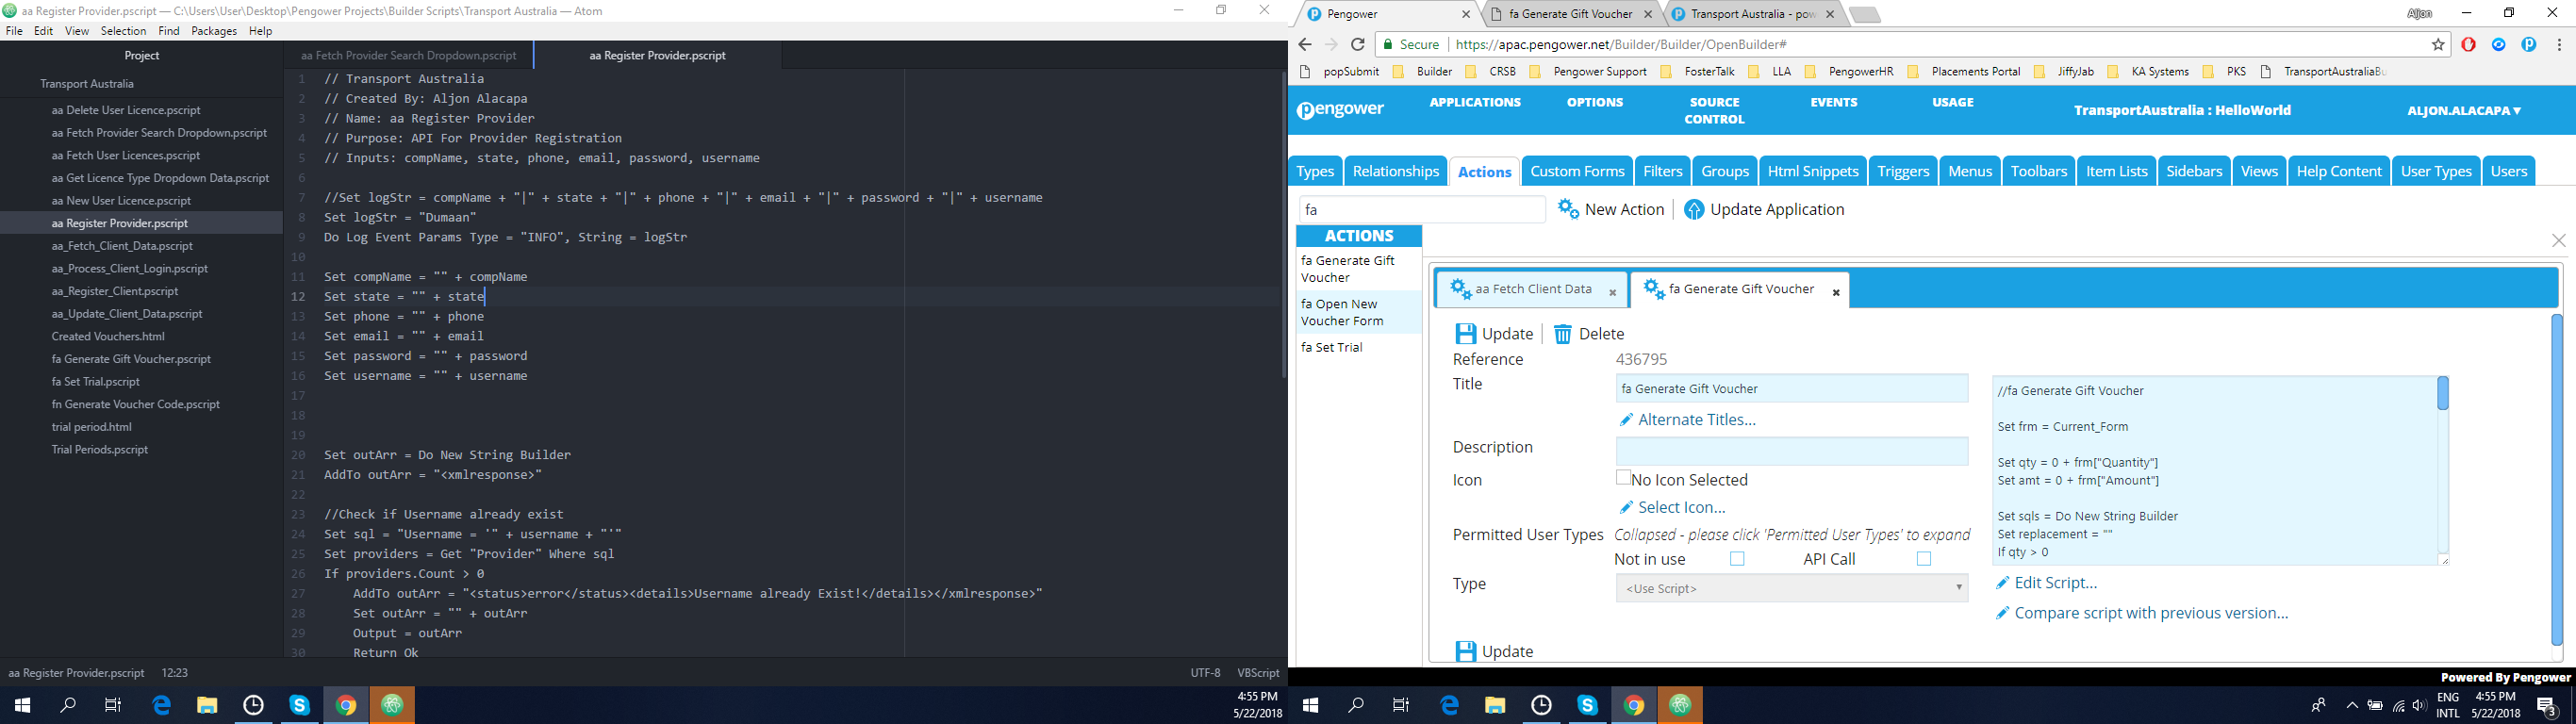 aa Register Provider.pscript — C:\Users\User\Desktop\Pengower Projects\Builder Scripts\Transport Australia — Atom
File Edit View Selection Find Packages Help
Project
aa Fetch Provider Search Dropdown.pscript
aa Register Provider.pscript
Transport Australia
aa Delete User Licence.pscript
aa Fetch Provider Search Dropdown.pscript
aa Fetch User Licences.pscript
aa Get Licence Type Dropdown Data.pscript
aa New User Licence.pscript
aa Register Provider.pscript
aa_Fetch_Client_Data.pscript
aa_Process_Client_Login.pscript
aa_Register_Client.pscript
aa_Update_Client_Data.pscript
Created Vouchers.html
fa Generate Gift Voucher.pscript
fa Set Trial.pscript
fn Generate Voucher Code.pscript
trial period.html
Trial Periods.pscript
1 // Transport Australia
2 // Created By: Aljon Alacapa
3 // Name: aa Register Provider
4 // Purpose: API For Provider Registration
5 // Inputs: compName, state, phone, email, password, username
6
7 //Set logStr = compName + "|" + state + "|" + phone + "|" + email + "|" + password + "|" + username
8 Set logStr = "Dumaan"
9 Do Log Event Params Type = "INFO", String = logStr
10
11 Set compName = "" + compName
12 Set state = "" + state
13 Set phone = "" + phone
14 Set email = "" + email
15 Set password = "" + password
16 Set username = "" + username
17
18
19
20 Set outArr = Do New String Builder
21 AddTo outArr = "<xmlresponse>"
22
23 //Check if Username already exist
24 Set sql = "Username = '" + username + "'"
25 Set providers = Get "Provider" Where sql
26 If providers.Count > 0
27 AddTo outArr = "<status>error</status><details>Username already Exist!</details></xmlresponse>"
28 Set outArr = "" + outArr
29 Output = outArr
30 Return Ok
aa Register Provider.pscript 12:23
UTF-8 VBScript
4:55 PM
5/22/2018
Pengower
fa Generate Gift Voucher
Transport Australia - pow
Aljon
Secure https://apac.pengower.net/Builder/Builder/OpenBuilder#
popSubmit Builder CRSB Pengower Support FosterTalk LLA PengowerHR Placements Portal JiffyJab KA Systems PKS TransportAustraliaBu
pengower
APPLICATIONS OPTIONS SOURCE CONTROL EVENTS USAGE
TransportAustralia : HelloWorld
ALJON.ALACAPA ▾
Types Relationships Actions Custom Forms Filters Groups Html Snippets Triggers Menus Toolbars Item Lists Sidebars Views Help Content User Types Users
fa
New Action
Update Application
ACTIONS
fa Generate Gift Voucher
fa Open New Voucher Form
fa Set Trial
aa Fetch Client Data
fa Generate Gift Voucher
Update Delete
Reference 436795
Title fa Generate Gift Voucher
Alternate Titles...
Description
Icon No Icon Selected
Select Icon...
Permitted User Types Collapsed - please click 'Permitted User Types' to expand
Not in use API Call
Type <Use Script>
Update
//fa Generate Gift Voucher
Set frm = Current_Form
Set qty = 0 + frm["Quantity"]
Set amt = 0 + frm["Amount"]
Set sqls = Do New String Builder
Set replacement = ""
If qty > 0
Edit Script...
Compare script with previous version...
Powered By Pengower
ENG
INTL
4:55 PM
5/22/2018
3